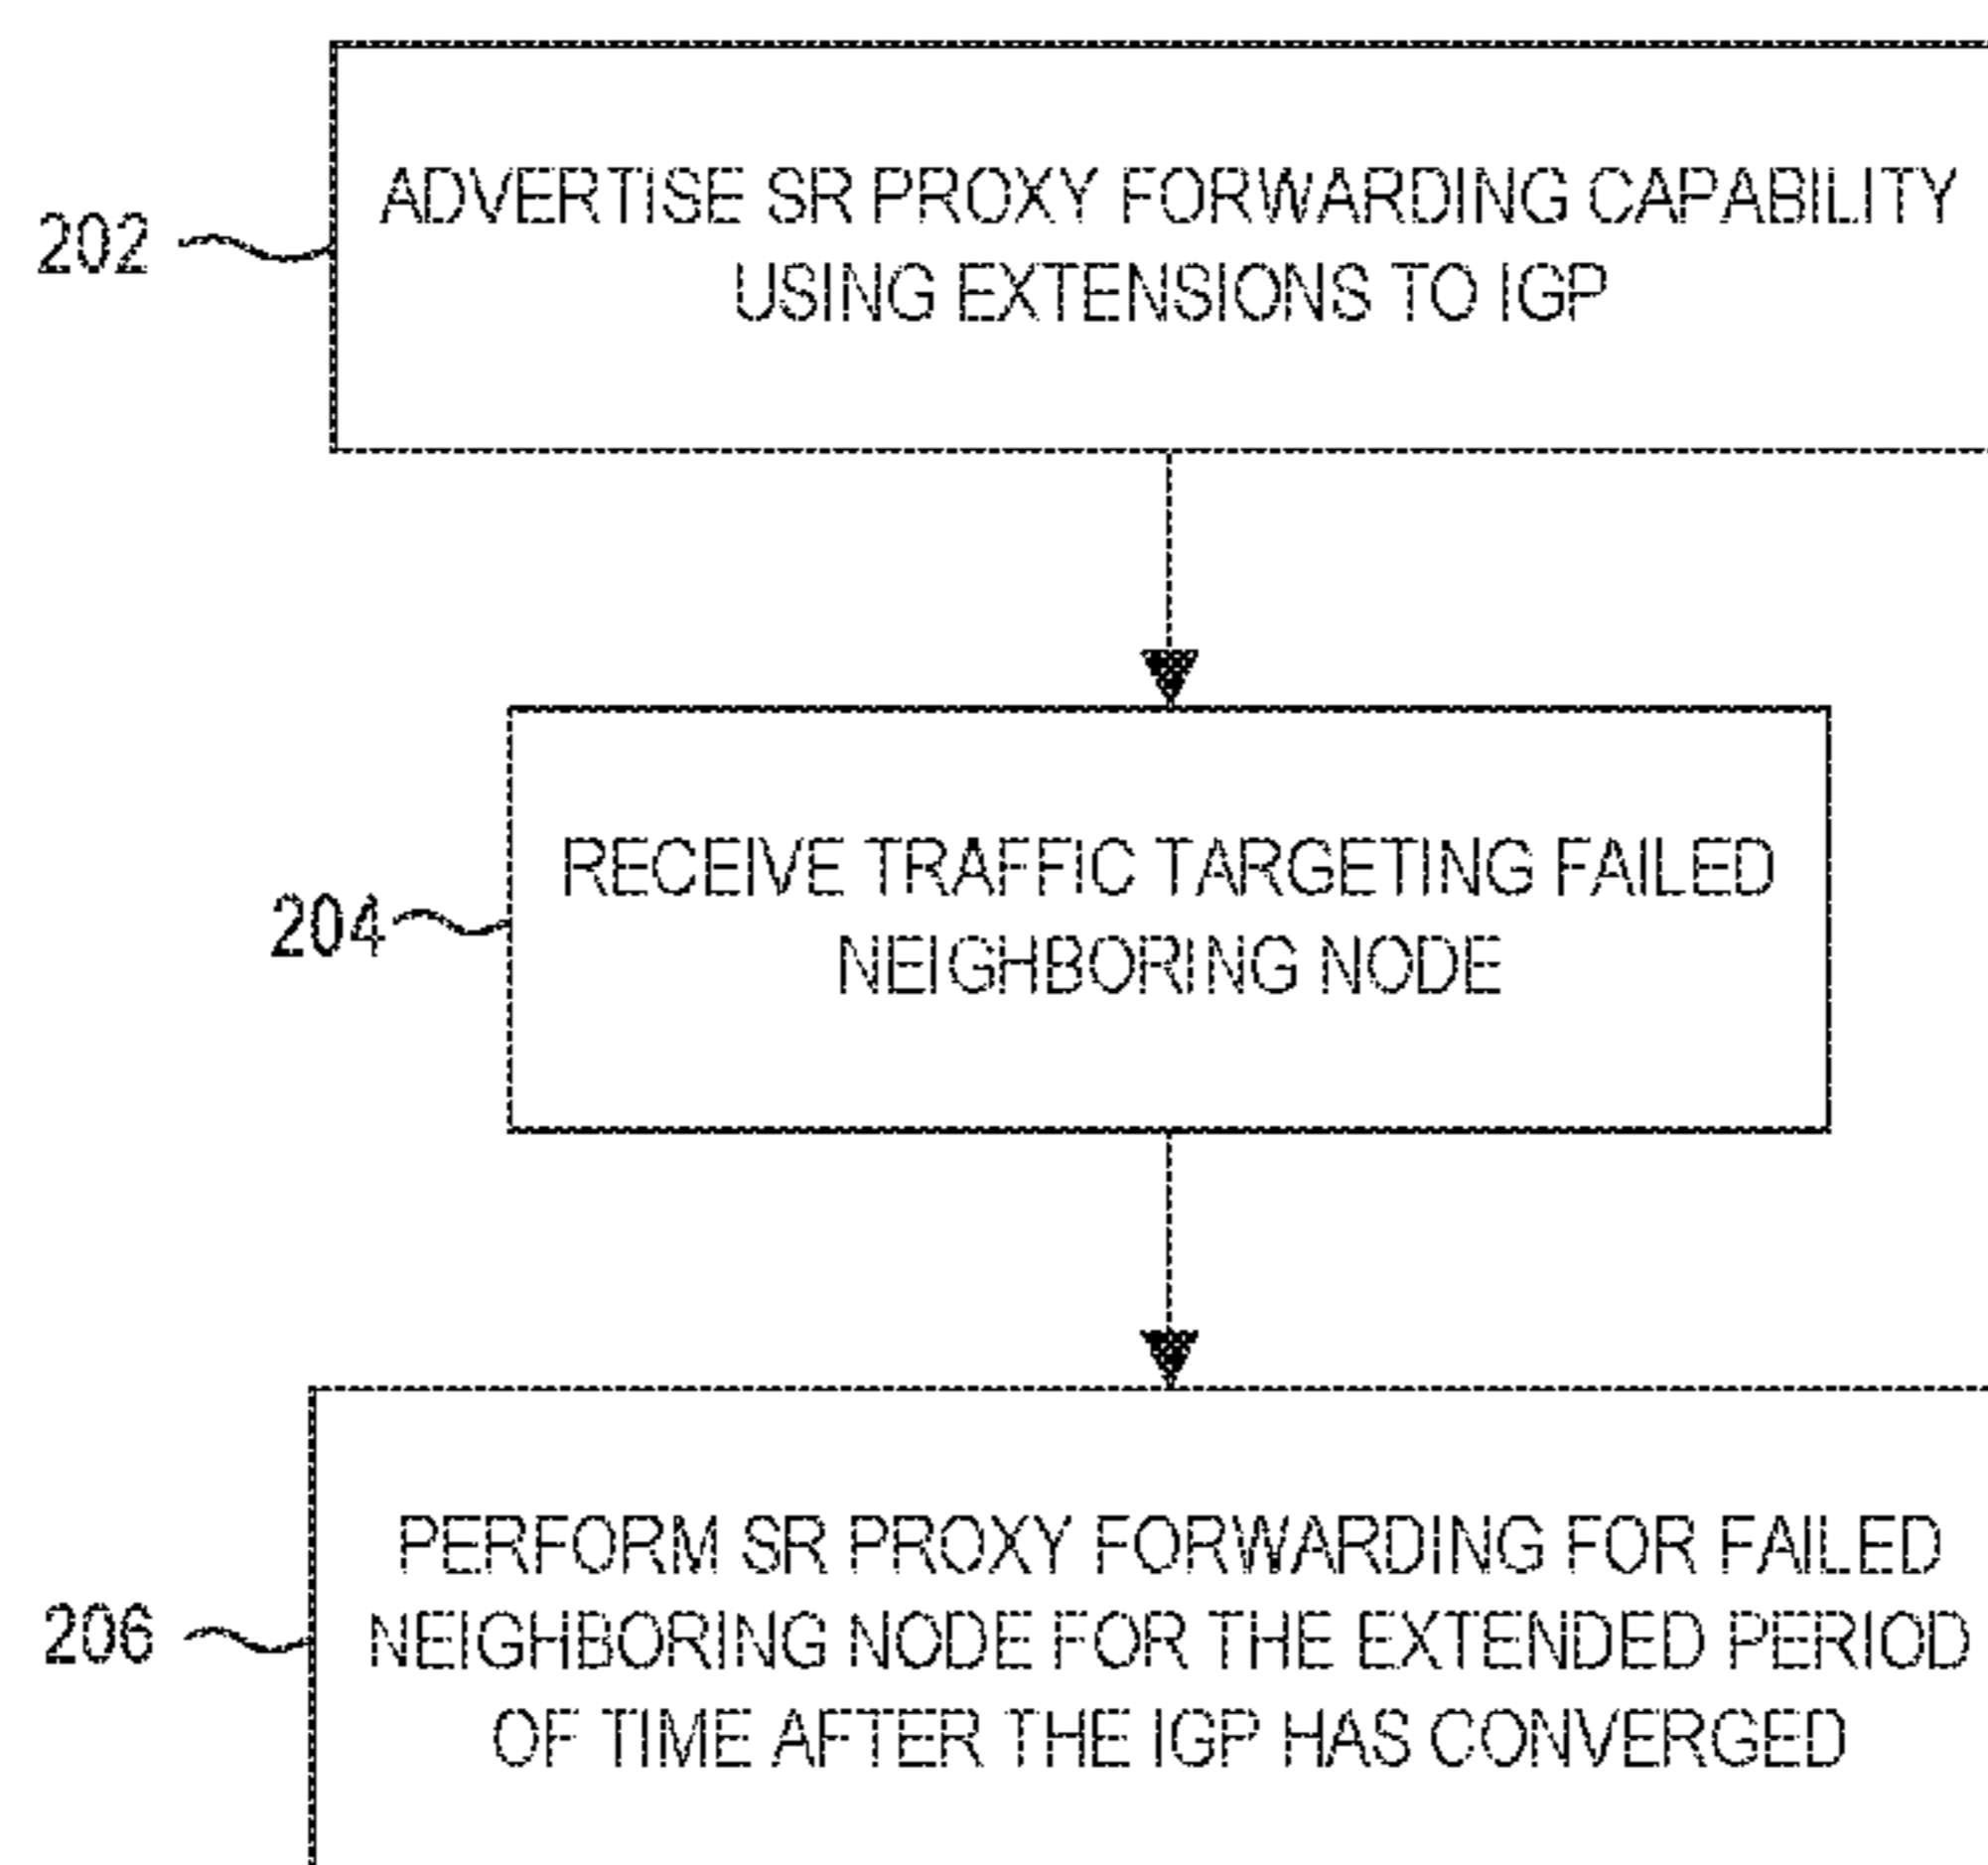 202
ADVERTISE SR PROXY FORWARDING CAPABILITY
USING EXTENSIONS TO IGP
204
RECEIVE TRAFFIC TARGETING FAILED
NEIGHBORING NODE
206
PERFORM SR PROXY FORWARDING FOR FAILED
NEIGHBORING NODE FOR THE EXTENDED PERIOD
OF TIME AFTER THE IGP HAS CONVERGED